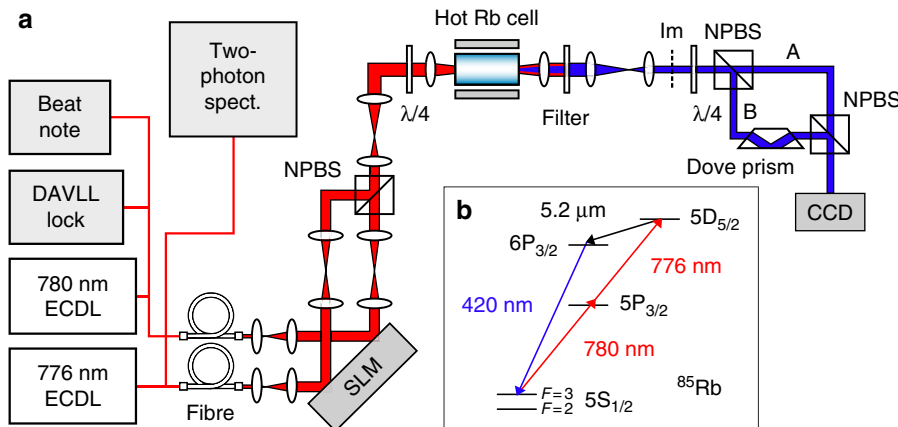 a
Two-
photon
spect.
Beat
note
DAVLL
lock
780 nm
ECDL
776 nm
ECDL
Fibre
SLM
NPBS
λ/4
Hot Rb cell
Filter
Im
λ/4
NPBS
A
B
NPBS
Dove prism
CCD
b
5.2 μm
5D5/2
6P3/2
776 nm
420 nm
5P3/2
780 nm
F=3
F=2
5S1/2
85Rb